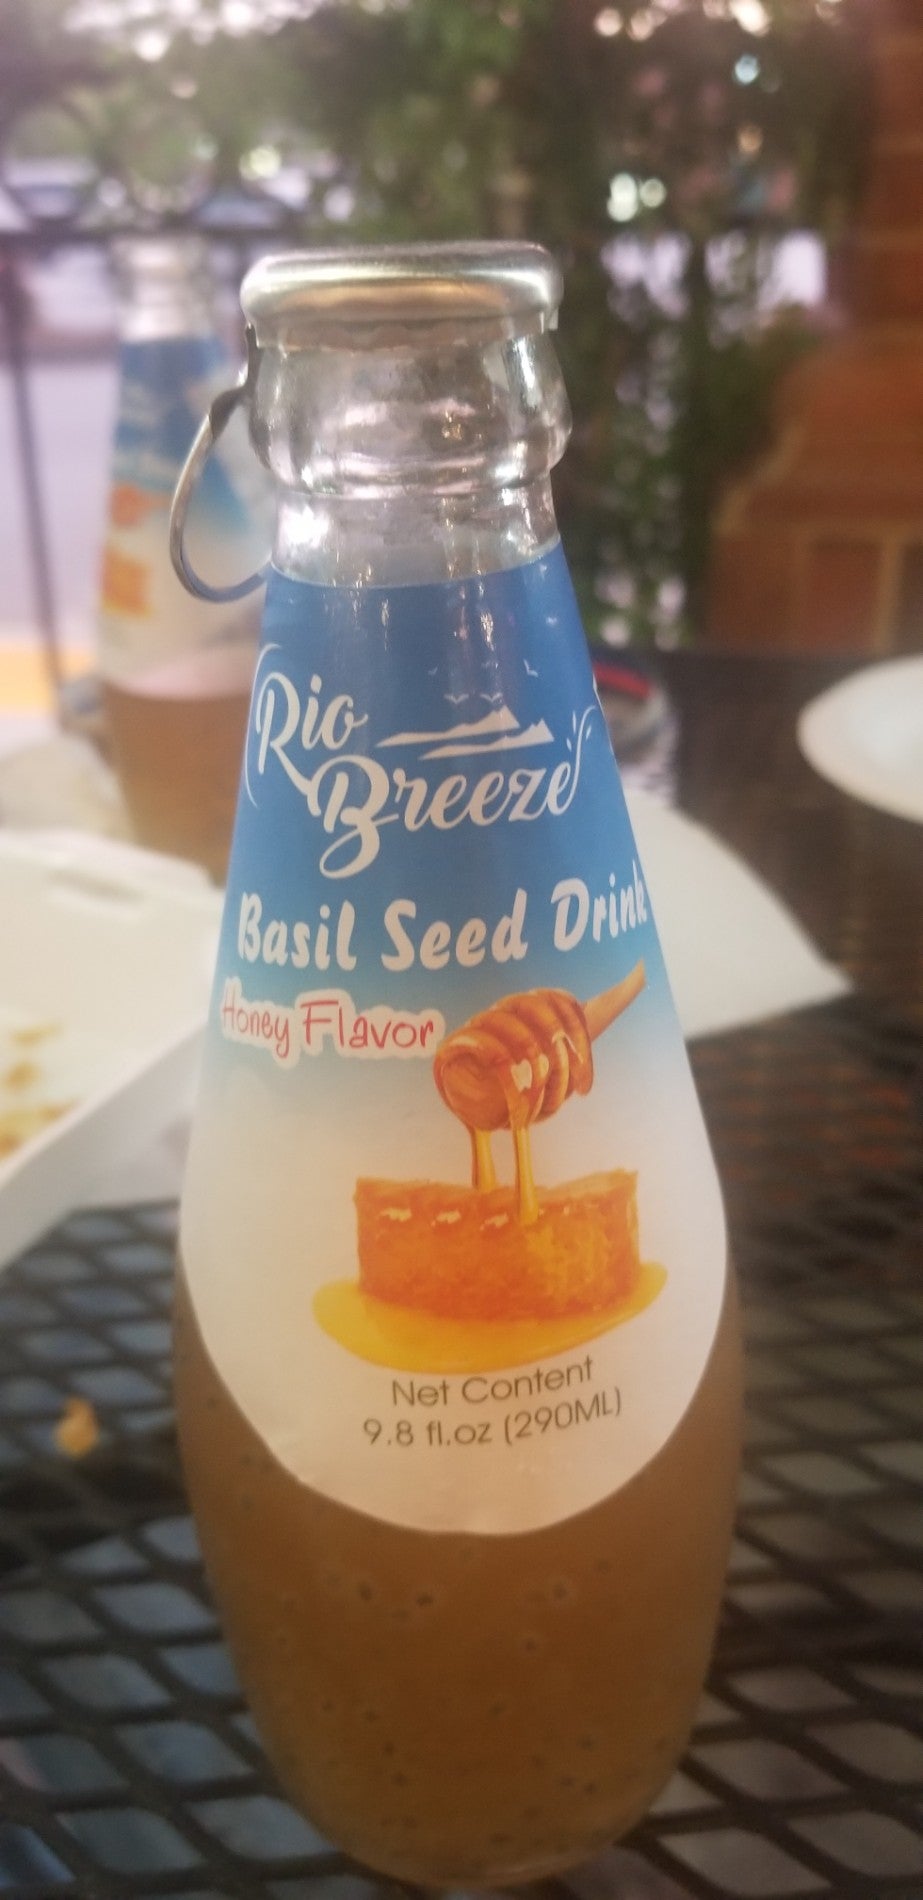 Rio
Breeze
Basil Seed Drink
Honey Flavor
Net Content
9.8 fl.oz (290ML)